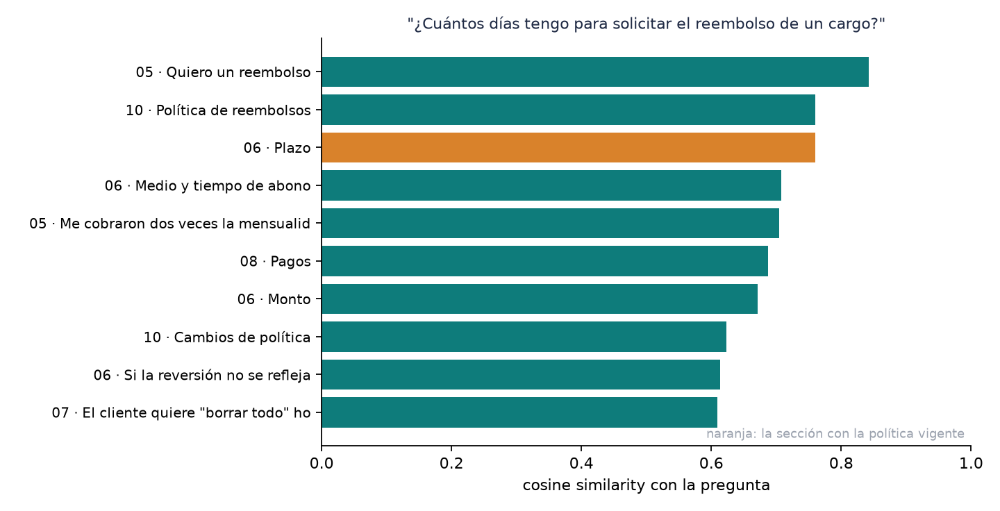 "¿Cuántos días tengo para solicitar el reembolso de un cargo?"
05 · Quiero un reembolso
10 · Política de reembolsos
06 · Plazo
06 · Medio y tiempo de abono
05 · Me cobraron dos veces la mensualid
08 · Pagos
06 · Monto
10 · Cambios de política
06 · Si la reversión no se refleja
07 · El cliente quiere "borrar todo" ho
naranja: la sección con la política vigente
0.0 0.2 0.4 0.6 0.8 1.0
cosine similarity con la pregunta